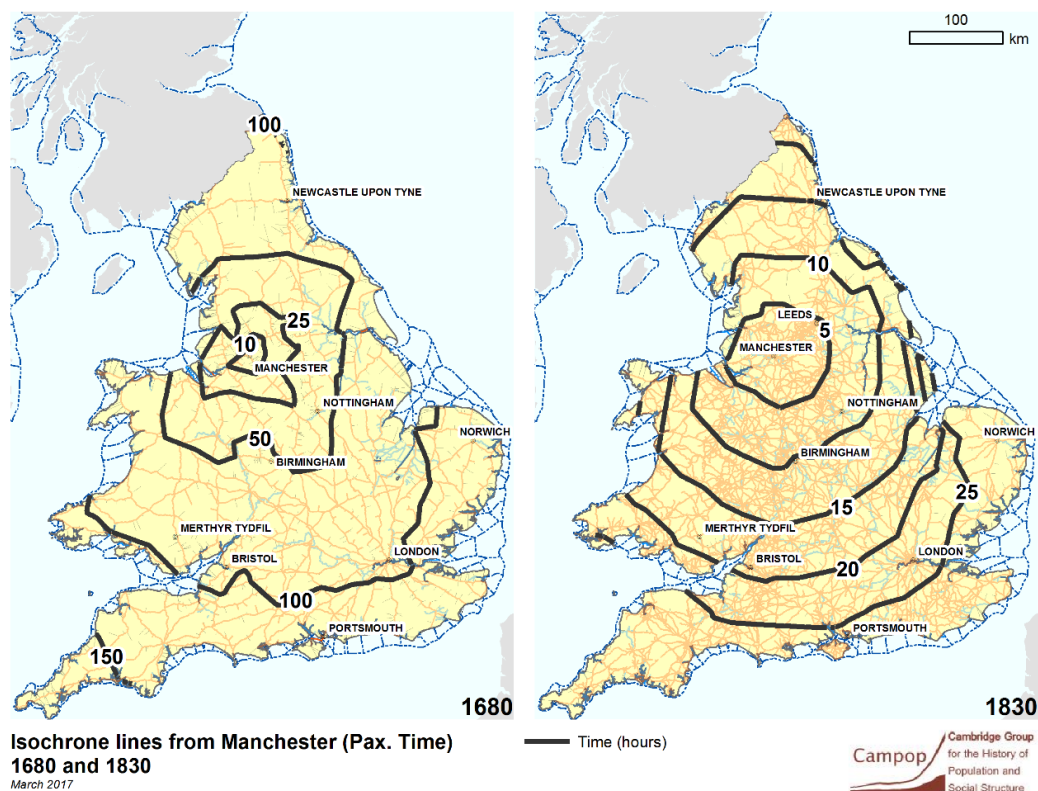 100
NEWCASTLE UPON TYNE
25
10
MANCHESTER
NOTTINGHAM
50
NORWICH
BIRMINGHAM
MERTHYR TYDFIL
BRISTOL
LONDON
100
PORTSMOUTH
150
1680
100
km
NEWCASTLE UPON TYNE
10
LEEDS
5
MANCHESTER
NOTTINGHAM
NORWICH
BIRMINGHAM
25
15
MERTHYR TYDFIL
BRISTOL
LONDON
20
PORTSMOUTH
1830
Isochrone lines from Manchester (Pax. Time)
1680 and 1830
March 2017
Time (hours)
Campop
Cambridge Group
for the History of
Population and
Social Structure